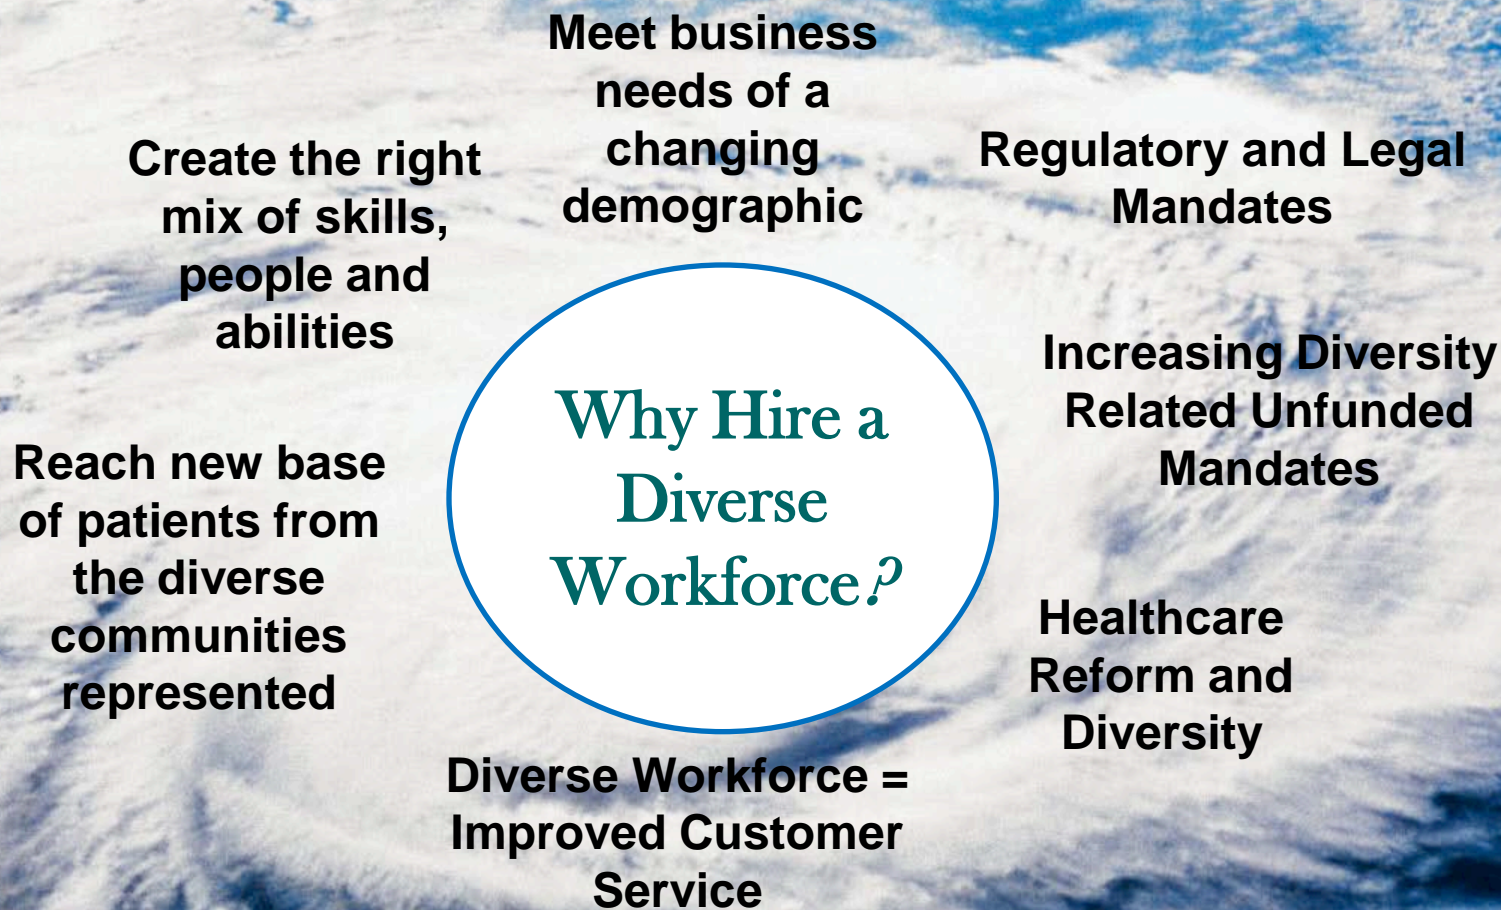 Meet business
needs of a
changing
demographic
Create the right
mix of skills,
people and
abilities
Regulatory and Legal
Mandates
Increasing Diversity
Related Unfunded
Mandates
Why Hire a
Diverse
Workforce?
Reach new base
of patients from
the diverse
communities
represented
Healthcare
Reform and
Diversity
Diverse Workforce =
Improved Customer
Service